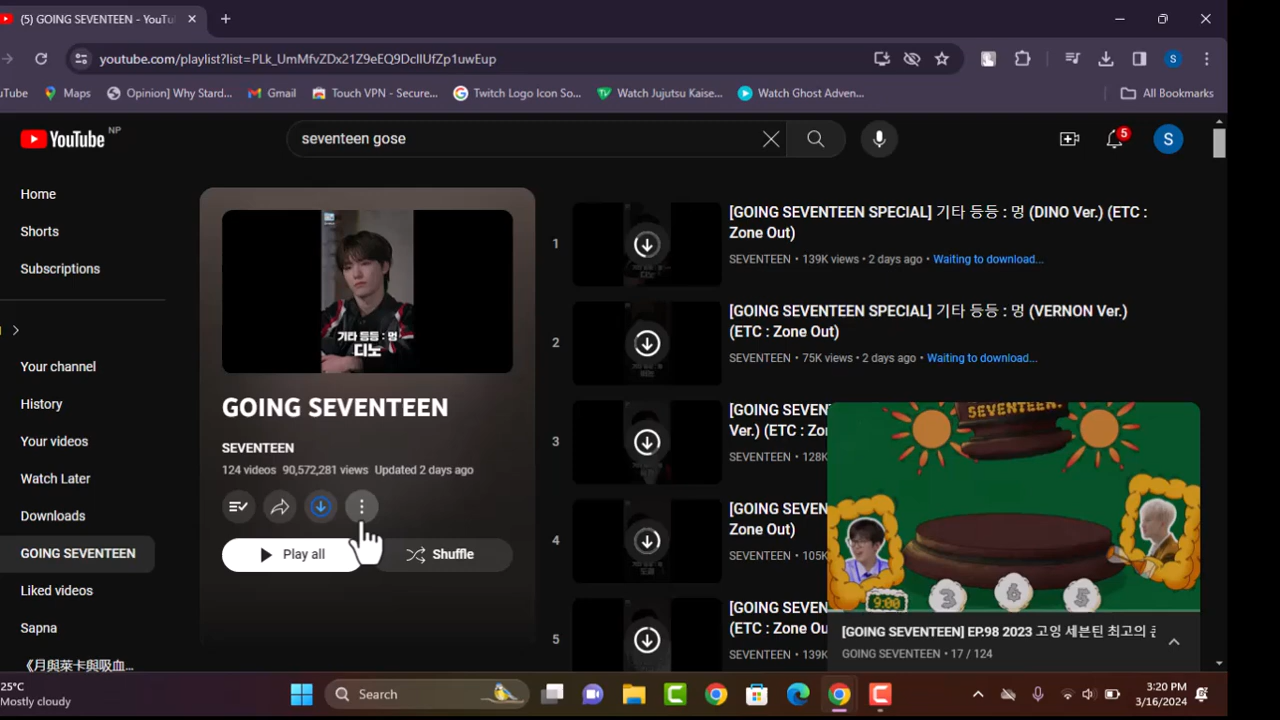 (5) GOING SEVENTEEN - YouTu
youtube.com/playlist?list=PLk_UmMfvZDx21Z9eEQ9DcllUfZp1uwEup
S
uTube
Maps
Opinion] Why Stard...
Gmail
Touch VPN - Secure...
Twitch Logo Icon So...
Watch Jujutsu Kaise...
Watch Ghost Adven...
All Bookmarks
YouTube NP
seventeen gose
5
S
Home
Shorts
Subscriptions
Your channel
History
Your videos
Watch Later
Downloads
GOING SEVENTEEN
Liked videos
Sapna
《月與萊卡與吸血...
기타 등등 : 멍
디노
GOING SEVENTEEN
SEVENTEEN
124 videos 90,572,281 views Updated 2 days ago
Play all
Shuffle
1
[GOING SEVENTEEN SPECIAL] 기타 등등 : 멍 (DINO Ver.) (ETC :
Zone Out)
SEVENTEEN • 139K views • 2 days ago • Waiting to download...
2
[GOING SEVENTEEN SPECIAL] 기타 등등 : 멍 (VERNON Ver.)
(ETC : Zone Out)
SEVENTEEN • 75K views • 2 days ago • Waiting to download...
3
[GOING SEVEN
Ver.) (ETC : Zo
SEVENTEEN • 128K
4
[GOING SEVEN
Zone Out)
SEVENTEEN • 105K
5
[GOING SEVEN
(ETC : Zone Ou
SEVENTEEN • 139K
SEVENTEEN.
9:00
3
6
5
[GOING SEVENTEEN] EP.98 2023 고잉 세븐틴 최고의
GOING SEVENTEEN • 17 / 124
25°C
Mostly cloudy
Search
3:20 PM
3/16/2024